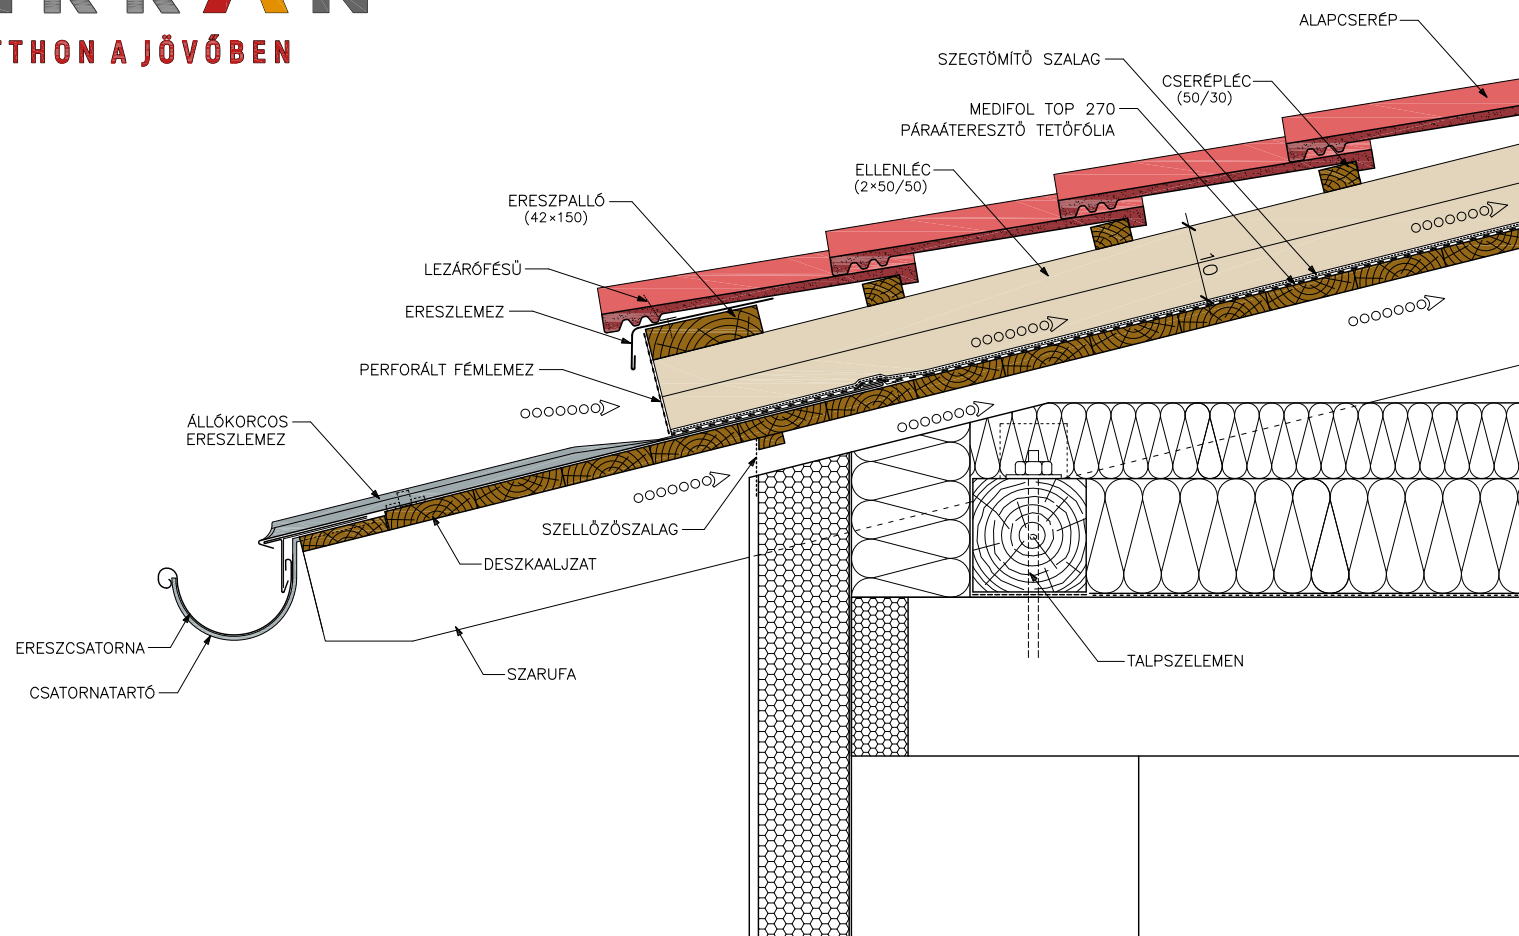 OTTHON A JÖVŐBEN
ALAPCSERÉP
SZEGTÖMÍTŐ SZALAG
CSERÉPLÉC
(50/30)
MEDIFOL TOP 270
PÁRAÁTERESZTŐ TETŐFÓLIA
ELLENLÉC
(2×50/50)
ERESZPALLÓ
(42×150)
LEZÁRÓFÉSŰ
ERESZLEMEZ
10
PERFORÁLT FÉMLEMEZ
ÁLLÓKORCOS
ERESZLEMEZ
SZELLŐZŐSZALAG
DESZKAALJZAT
ERESZCSATORNA
CSATORNATARTÓ
SZARUFA
TALPSZELEMEN